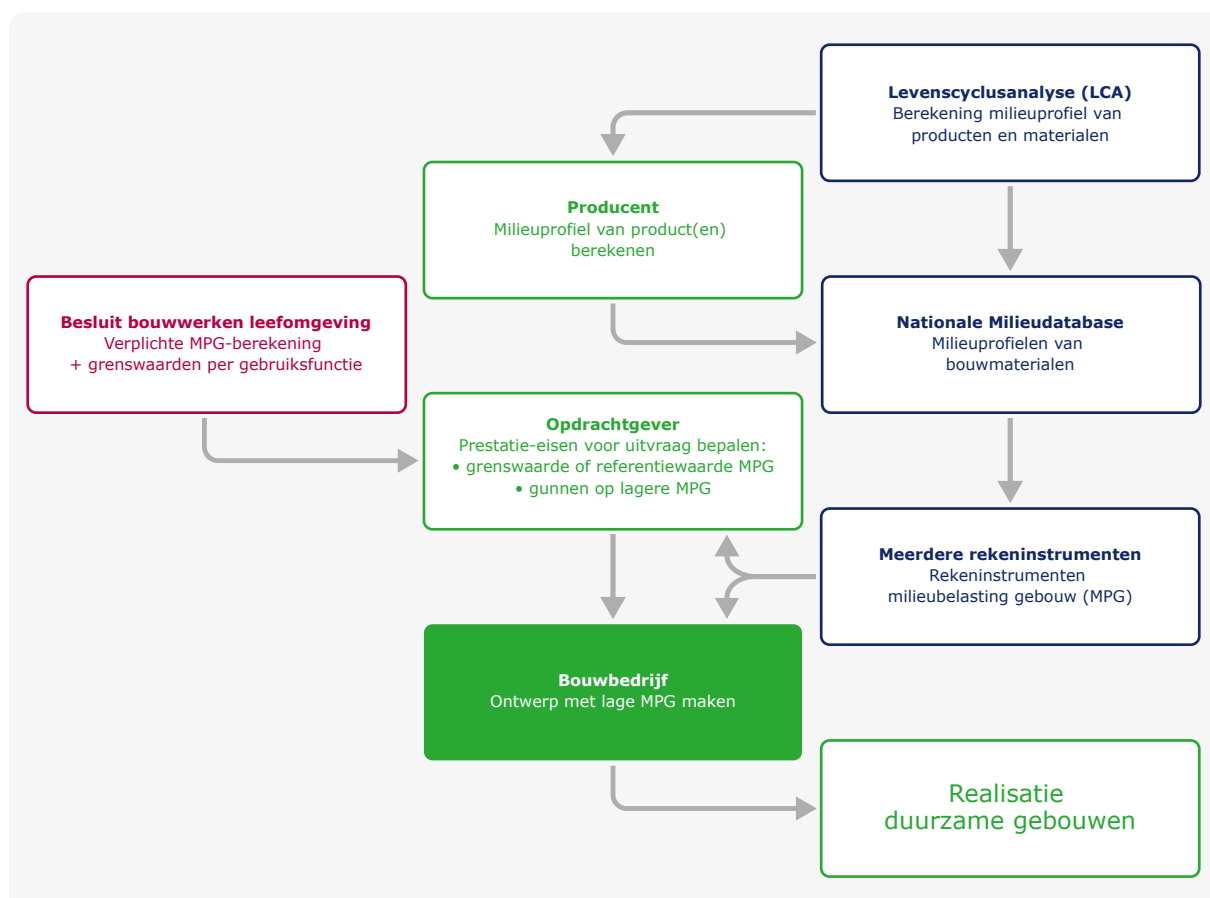 Levenscyclusanalyse (LCA)
Berekening milieuprofiel van
producten en materialen
Producent
Milieuprofiel van product(en)
berekenen
Besluit bouwwerken leefomgeving
Verplichte MPG-berekening
+ grenswaarden per gebruiksfunctie
Nationale Milieudatabase
Milieuprofielen van
bouwmaterialen
Opdrachtgever
Prestatie-eisen voor uitvraag bepalen:
• grenswaarde of referentiewaarde MPG
• gunnen op lagere MPG
Meerdere rekeninstrumenten
Rekeninstrumenten
milieubelasting gebouw (MPG)
Bouwbedrijf
Ontwerp met lage MPG maken
Realisatie
duurzame gebouwen